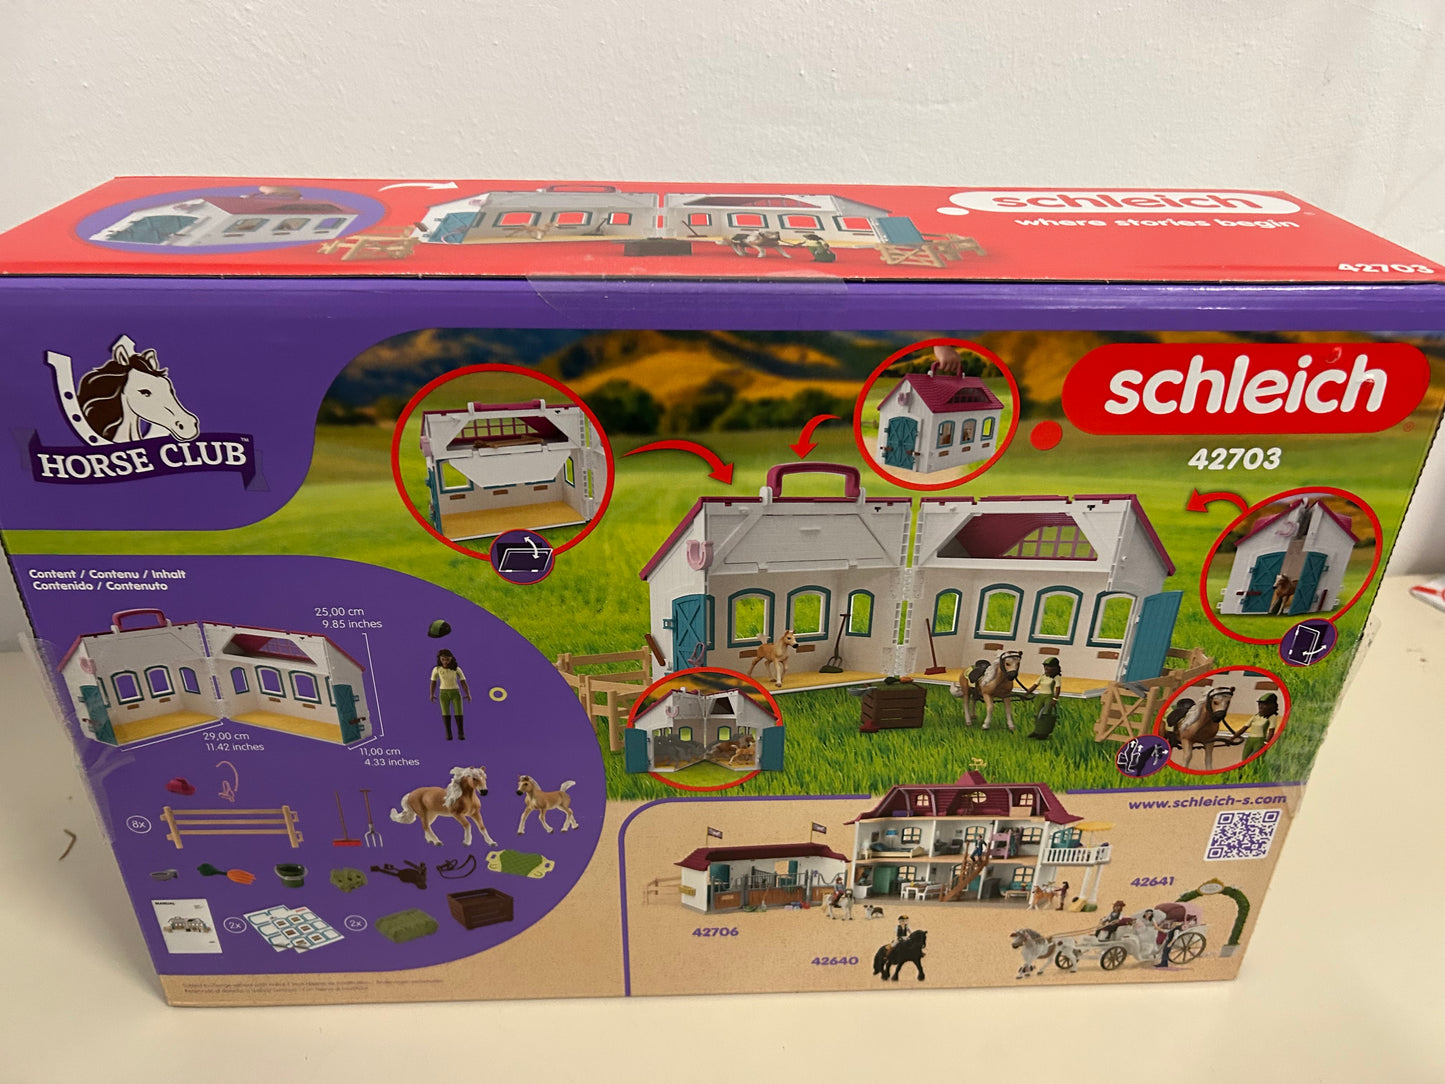 schleich
where stories begin
42703
HORSE CLUB™
schleich®
42703
Content / Contenu / Inhalt
Contenido / Contenuto
25,00 cm
9.85 inches
29,00 cm
11.42 inches
11,00 cm
4.33 inches
8x
MANUAL
2x
2x
www.schleich-s.com
42706
42640
42641